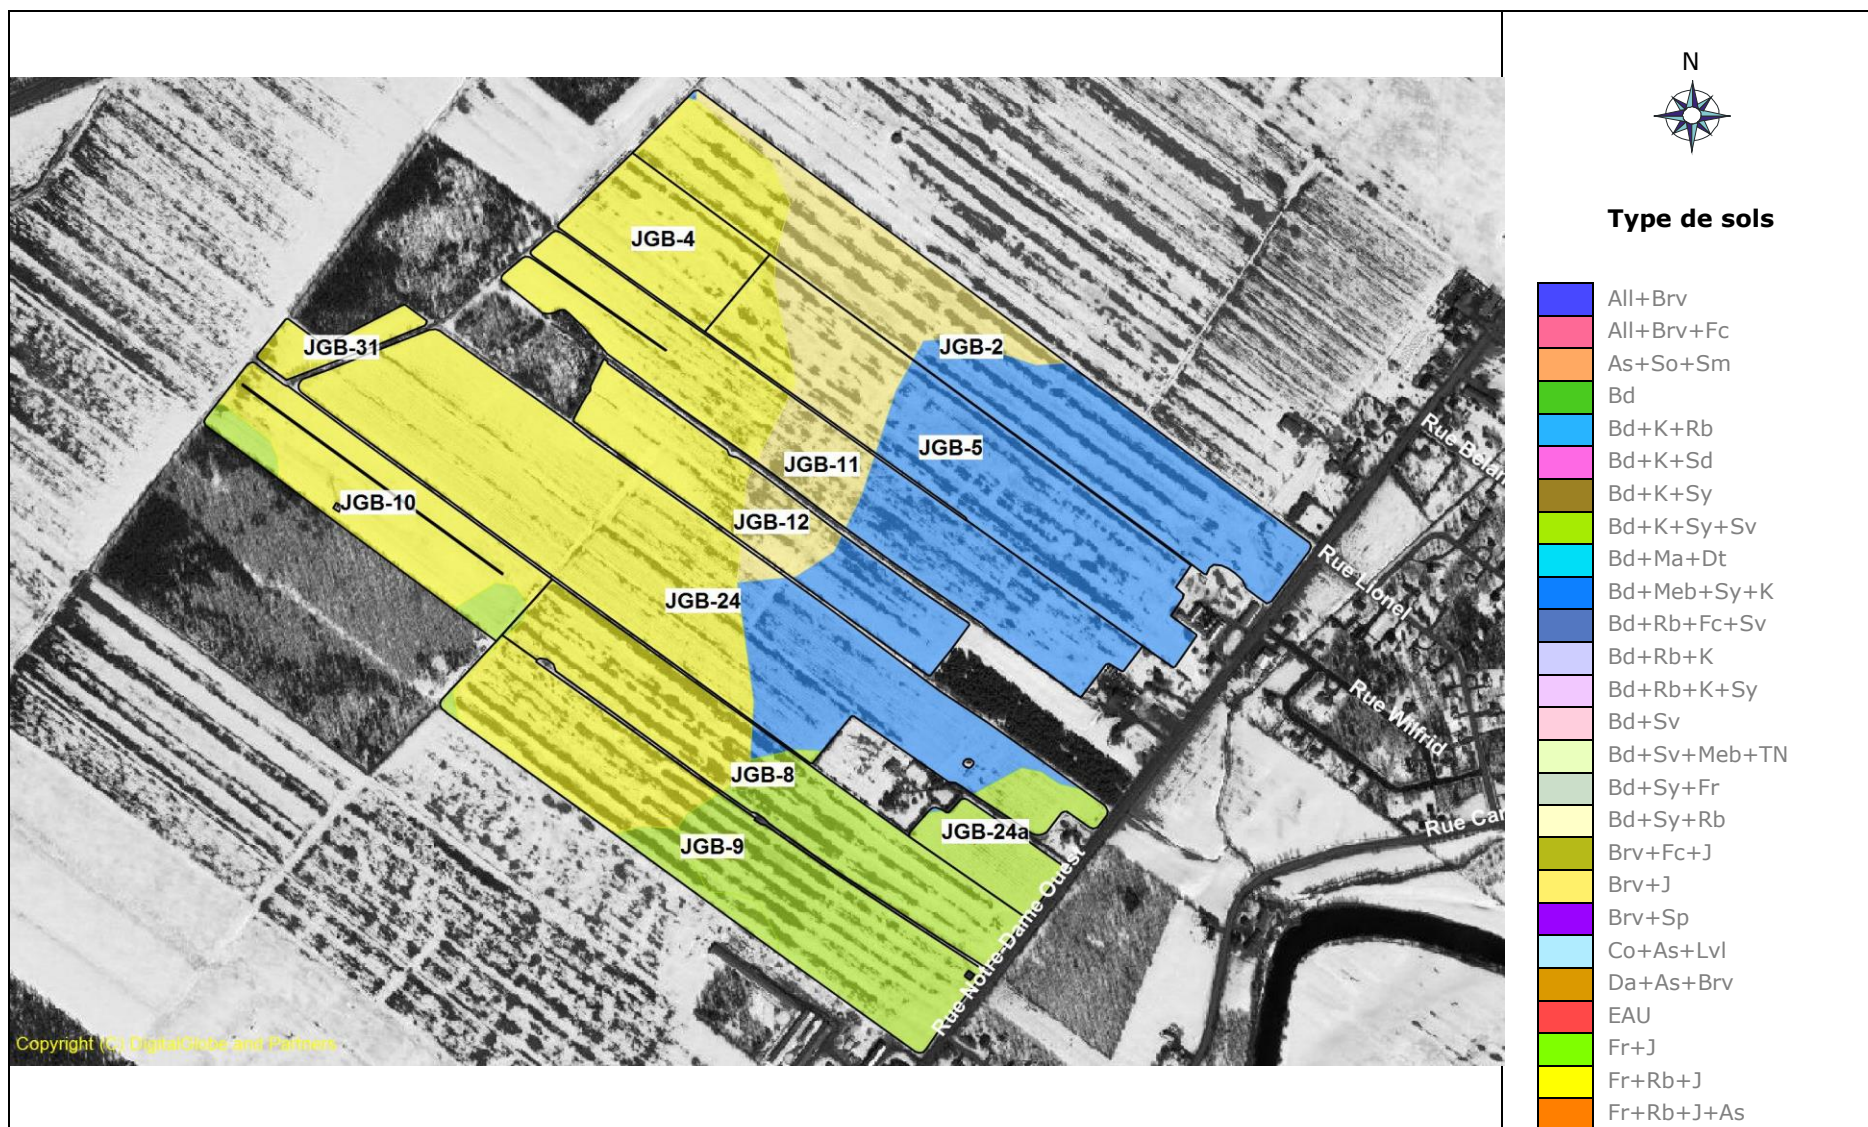 N
Type de sols
All+Brv
All+Brv+Fc
As+So+Sm
Bd
Bd+K+Rb
Bd+K+Sd
Bd+K+Sy
Bd+K+Sy+Sv
Bd+Ma+Dt
Bd+Meb+Sy+K
Bd+Rb+Fc+Sv
Bd+Rb+K
Bd+Rb+K+Sy
Bd+Sv
Bd+Sv+Meb+TN
Bd+Sy+Fr
Bd+Sy+Rb
Brv+Fc+J
Brv+J
Brv+Sp
Co+As+Lvl
Da+As+Brv
EAU
Fr+J
Fr+Rb+J
Fr+Rb+J+As
JGB-4
JGB-31
JGB-2
JGB-5
JGB-11
JGB-10
JGB-12
JGB-24
JGB-8
JGB-24a
JGB-9
Rue
Rue Lionel
Rue Wilfrid
Rue
Rue Notre-Dame Ouest
Copyright (C) DigitalGlobe and Partners